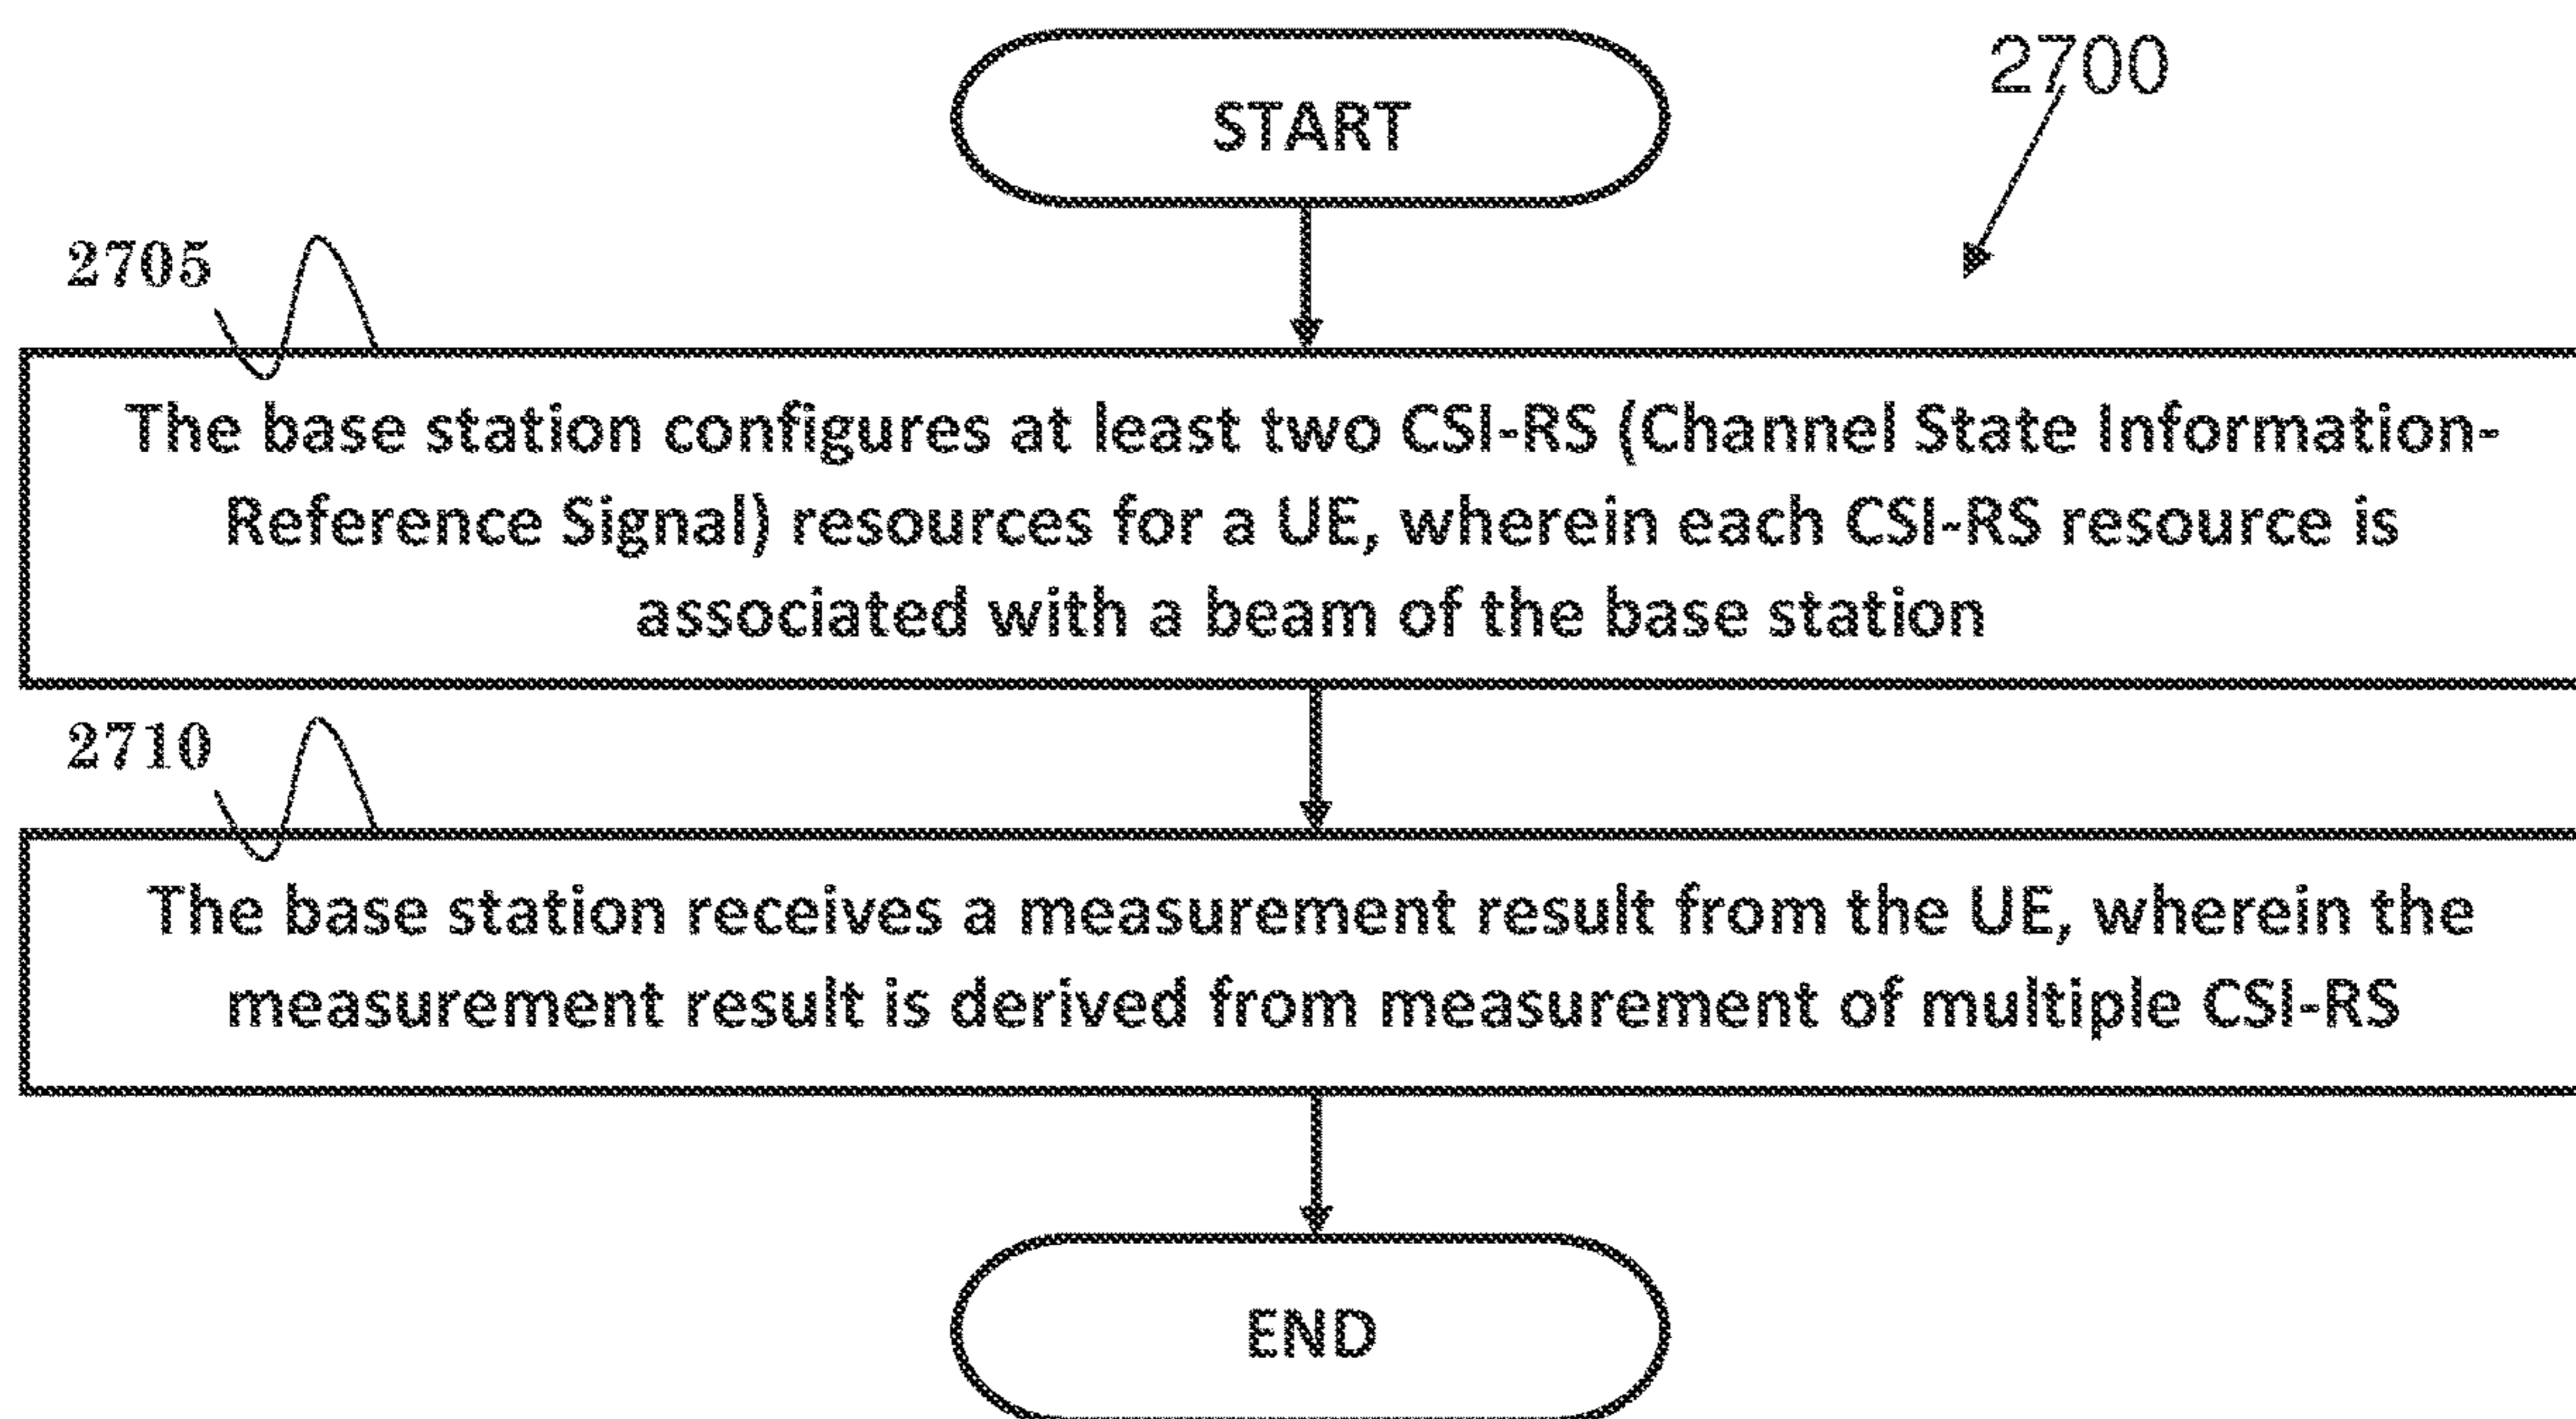 START
2700
2705
The base station configures at least two CSI-RS (Channel State Information-
Reference Signal) resources for a UE, wherein each CSI-RS resource is
associated with a beam of the base station
2710
The base station receives a measurement result from the UE, wherein the
measurement result is derived from measurement of multiple CSI-RS
END